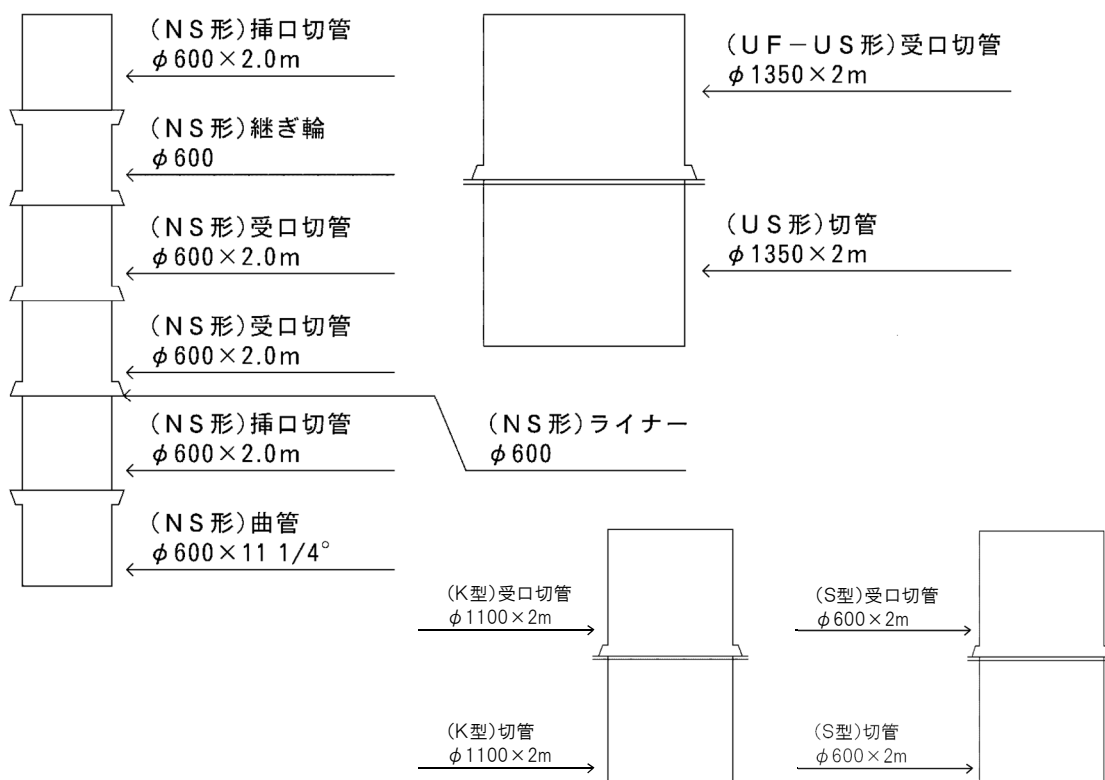 (NS形)挿口切管
φ600×2.0m
(NS形)継ぎ輪
φ600
(NS形)受口切管
φ600×2.0m
(NS形)受口切管
φ600×2.0m
(NS形)挿口切管
φ600×2.0m
(NS形)曲管
φ600×11 1/4°
(NS形)ライナー
φ600
(UF-US形)受口切管
φ1350×2m
(US形)切管
φ1350×2m
(K型)受口切管
φ1100×2m
(K型)切管
φ1100×2m
(S型)受口切管
φ600×2m
(S型)切管
φ600×2m